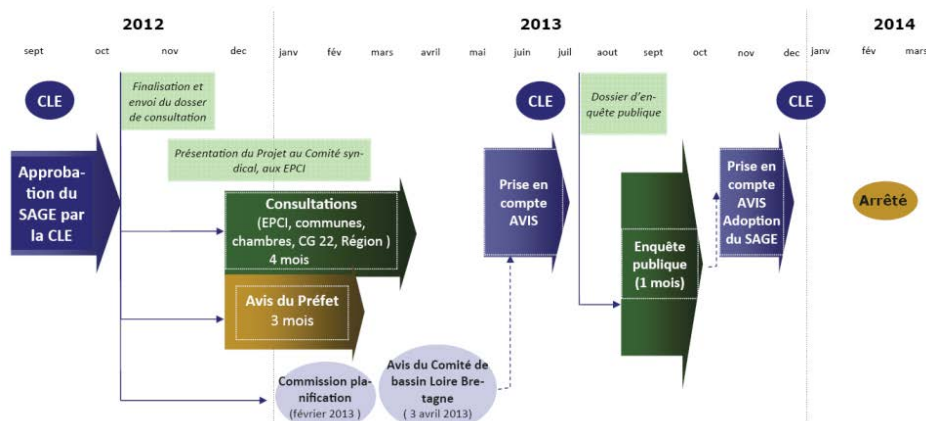 2012
2013
2014
sept
oct
nov
dec
janv
fév
mars
avril
mai
juin
juil
aout
sept
oct
nov
dec
janv
fév
mars
CLE
Finalisation et
envoi du dosser
de consultation
CLE
Dossier d'en-
quête publique
CLE
Présentation du Projet au Comité syn-
dical, aux EPCI
Approba-
tion du
SAGE par
la CLE
Consultations
(EPCI, communes,
chambres, CG 22, Région )
4 mois
Avis du Préfet
3 mois
Commission pla-
nification
(février 2013 )
Avis du Comité de
bassin Loire Bre-
tagne
( 3 avril 2013)
Prise en
compte
AVIS
Enquête
publique
(1 mois)
Prise en
compte
AVIS
Adoption
du SAGE
Arrêté